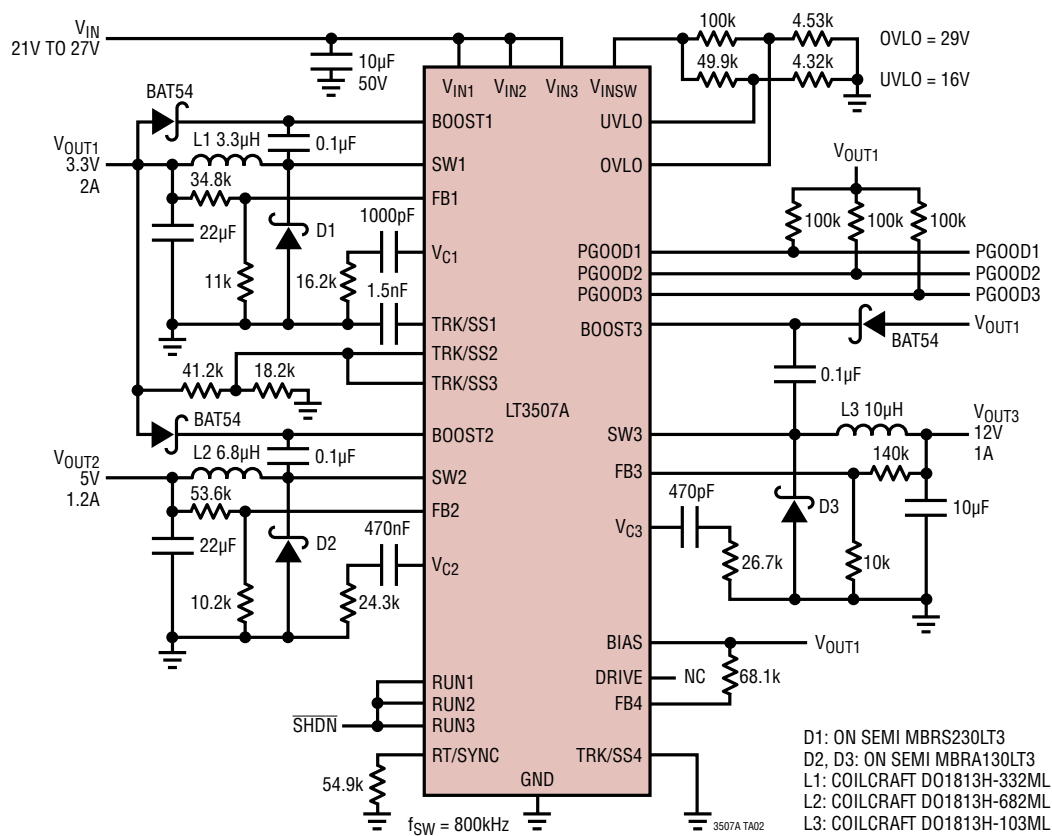 VIN
21V TO 27V
10µF
50V
100k
4.53k
OVLO = 29V
49.9k
4.32k
UVLO = 16V
VIN1
VIN2
VIN3
VINSW
BAT54
BOOST1
UVLO
VOUT1
3.3V
2A
L1 3.3µH
0.1µF
SW1
OVLO
34.8k
FB1
VOUT1
22µF
D1
1000pF
100k
100k
100k
11k
16.2k
VC1
PGOOD1
PGOOD1
1.5nF
PGOOD2
PGOOD2
PGOOD3
PGOOD3
TRK/SS1
BOOST3
VOUT1
BAT54
TRK/SS2
41.2k
18.2k
TRK/SS3
0.1µF
LT3507A
BAT54
BOOST2
SW3
L3 10µH
VOUT3
12V
1A
VOUT2
5V
1.2A
L2 6.8µH
0.1µF
SW2
FB3
140k
53.6k
FB2
470pF
D3
10µF
22µF
D2
470nF
VC3
VC2
26.7k
10k
10.2k
24.3k
BIAS
VOUT1
DRIVE
NC
68.1k
RUN1
RUN2
FB4
SHDN
RUN3
RT/SYNC
TRK/SS4
54.9k
GND
fSW = 800kHz
3507A TA02
D1: ON SEMI MBRS230LT3
D2, D3: ON SEMI MBRA130LT3
L1: COILCRAFT DO1813H-332ML
L2: COILCRAFT DO1813H-682ML
L3: COILCRAFT DO1813H-103ML